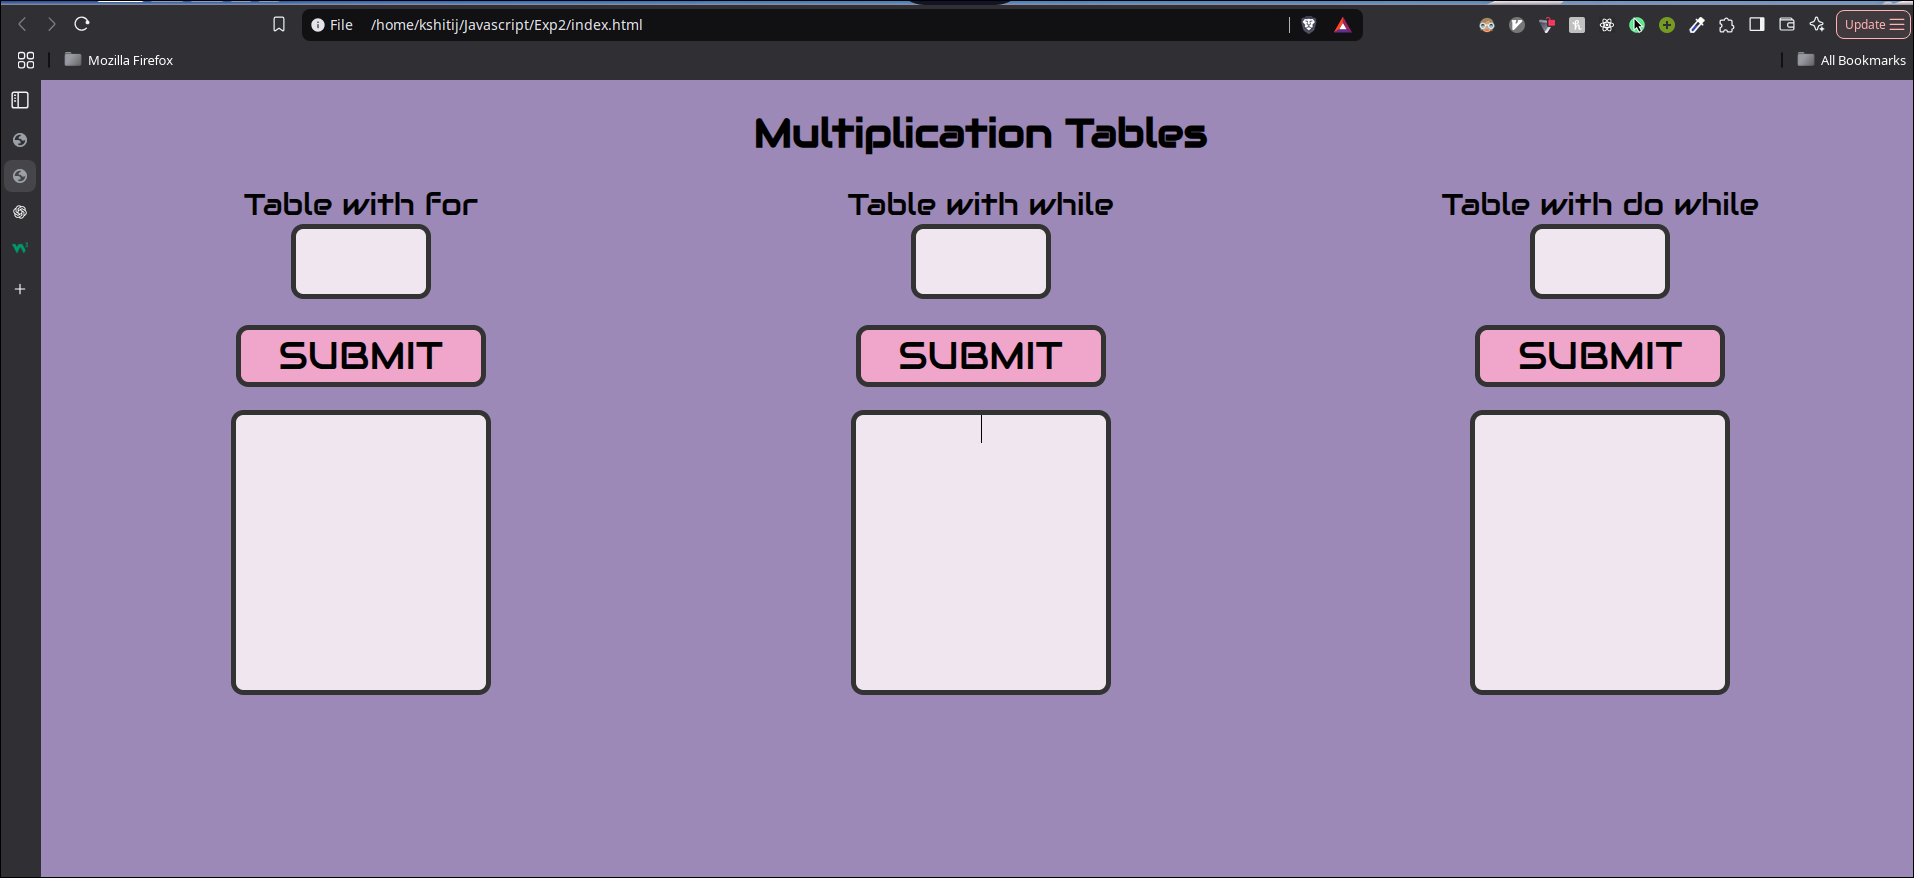 File /home/kshitij/Javascript/Exp2/index.html
Update
Mozilla Firefox
All Bookmarks
Multiplication Tables
Table with for
Table with while
Table with do while
SUBMIT
SUBMIT
SUBMIT